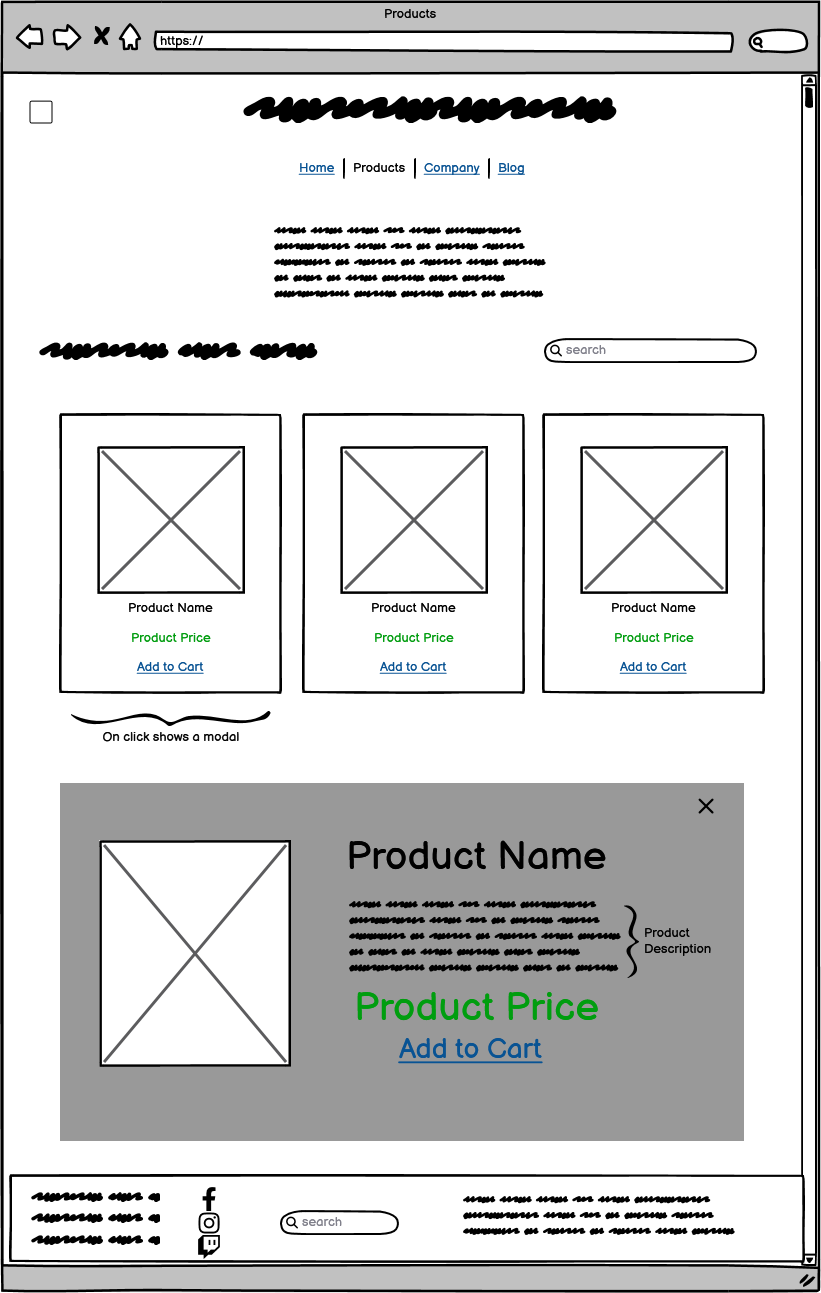 Products
https://
Home Products Company Blog
search
Product Name Product Name Product Name
Product Price Product Price Product Price
Add to Cart Add to Cart Add to Cart
On click shows a modal
Product Name
Product
Description
Product Price
Add to Cart
search